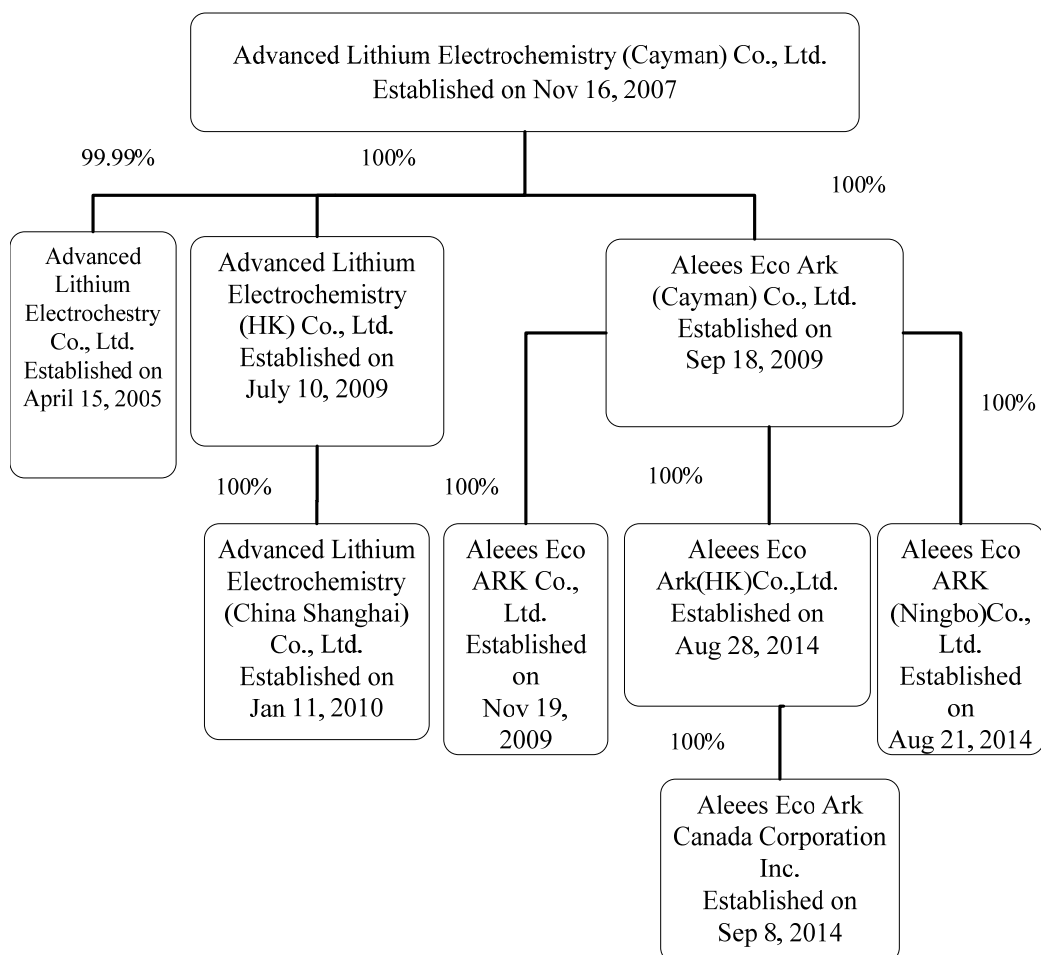 Advanced Lithium Electrochemistry (Cayman) Co., Ltd.
Established on Nov 16, 2007
99.99%
100%
100%
Advanced
Lithium
Electrochestry
Co., Ltd.
Established on
April 15, 2005
Advanced Lithium
Electrochemistry
(HK) Co., Ltd.
Established on
July 10, 2009
Aleees Eco Ark
(Cayman) Co., Ltd.
Established on
Sep 18, 2009
100%
100%
100%
100%
Advanced Lithium
Electrochemistry
(China Shanghai)
Co., Ltd.
Established on
Jan 11, 2010
Aleees Eco
ARK Co.,
Ltd.
Established
on
Nov 19,
2009
Aleees Eco
Ark(HK)Co.,Ltd.
Established on
Aug 28, 2014
Aleees Eco
ARK
(Ningbo)Co.,
Ltd.
Established
on
Aug 21, 2014
100%
Aleees Eco Ark
Canada Corporation
Inc.
Established on
Sep 8, 2014